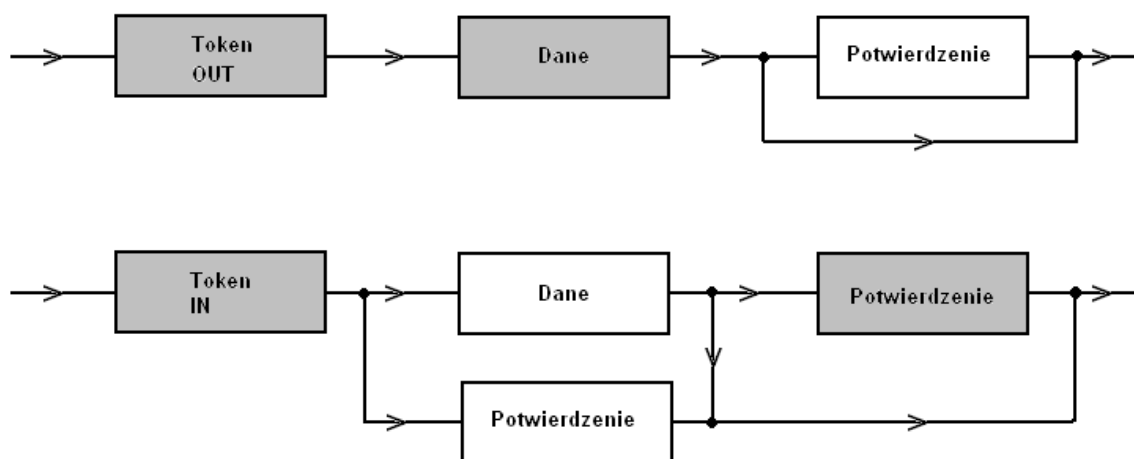 Token
OUT
Dane
Potwierdzenie
Token
IN
Dane
Potwierdzenie
Potwierdzenie